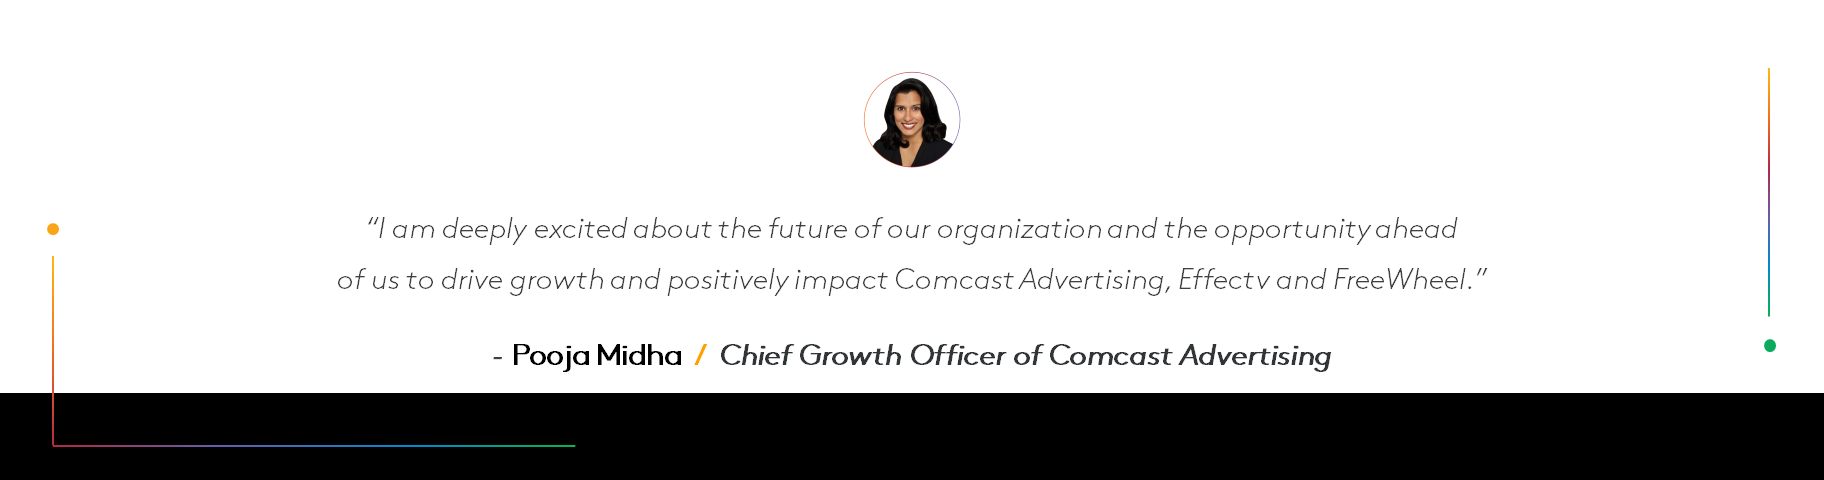 “I am deeply excited about the future of our organization and the opportunity ahead
of us to drive growth and positively impact Comcast Advertising, Effectv and FreeWheel.”
- Pooja Midha / Chief Growth Officer of Comcast Advertising